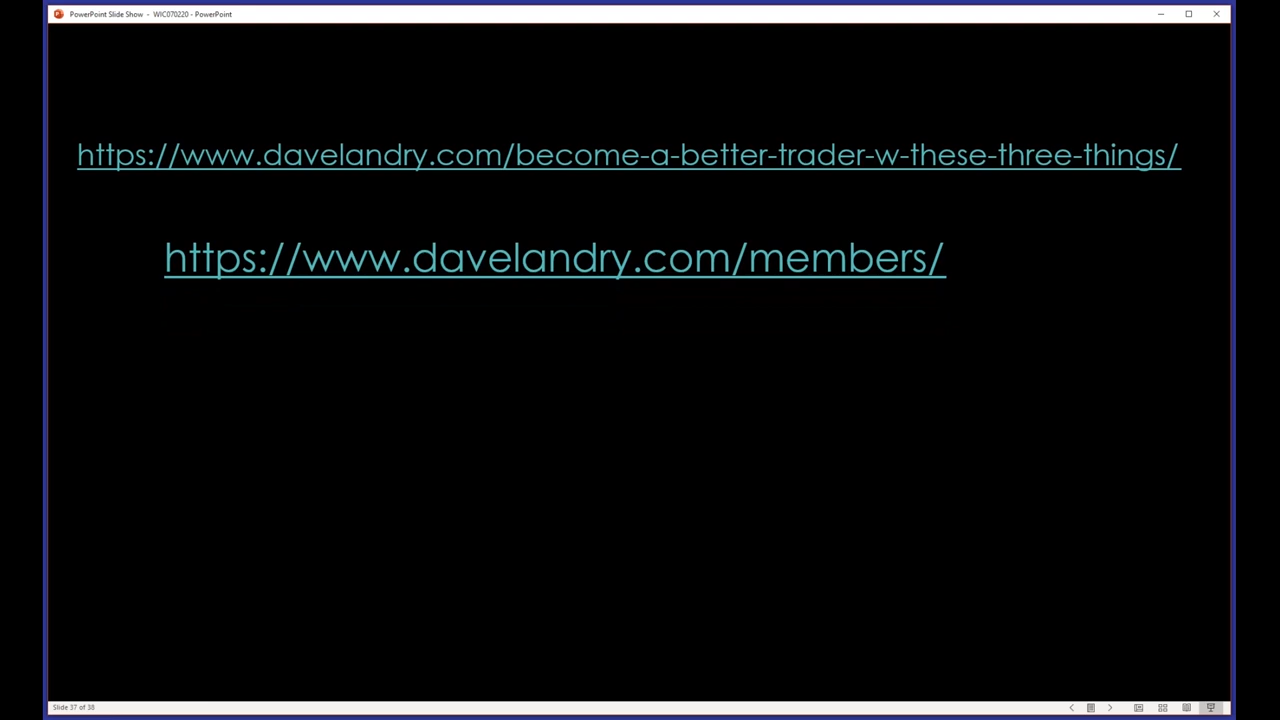 PowerPoint Slide Show - WIC070220 - PowerPoint
https://www.davelandry.com/become-a-better-trader-w-these-three-things/
https://www.davelandry.com/members/
Slide 37 of 38